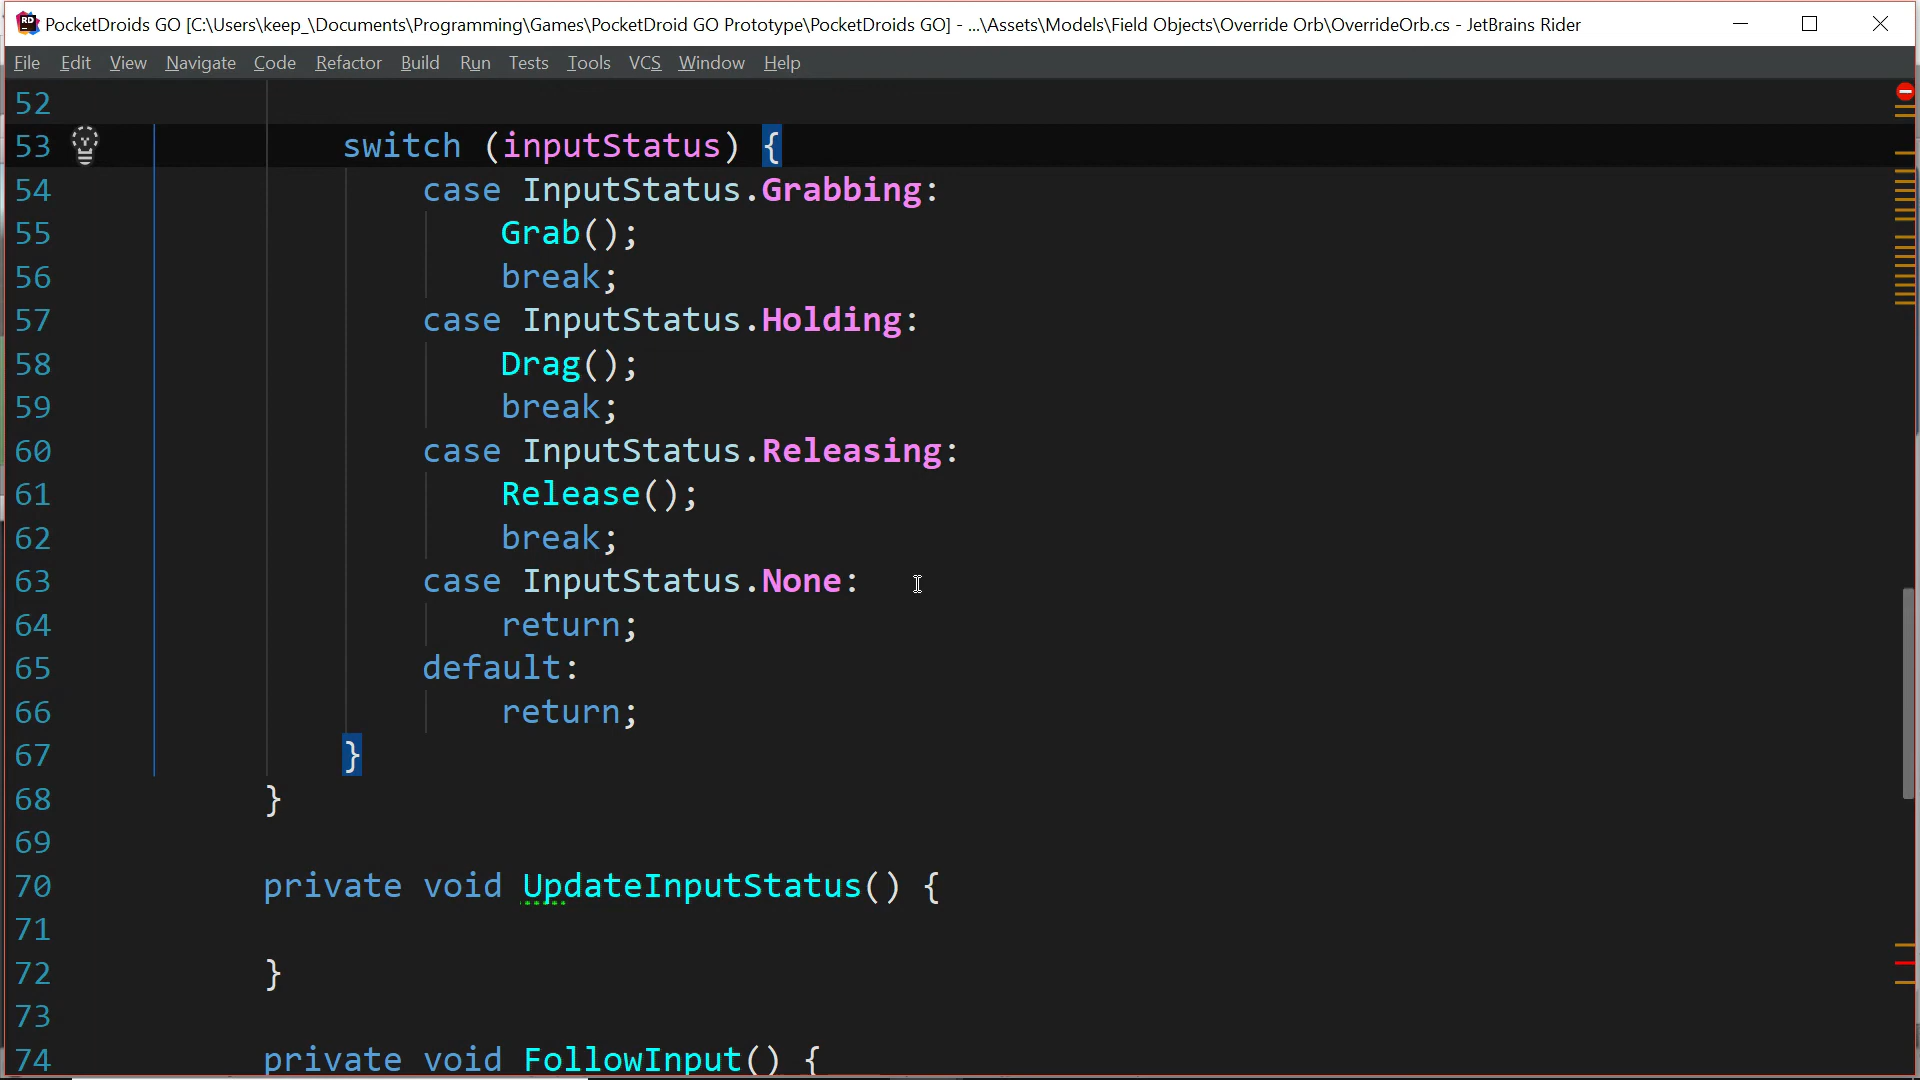 RD PocketDroids GO [C:\Users\keep_\Documents\Programming\Games\PocketDroid GO Prototype\PocketDroids GO] - ...\Assets\Models\Field Objects\Override Orb\OverrideOrb.cs - JetBrains Rider
File Edit View Navigate Code Refactor Build Run Tests Tools VCS Window Help
52
53 switch (inputStatus) {
54 case InputStatus.Grabbing:
55 Grab();
56 break;
57 case InputStatus.Holding:
58 Drag();
59 break;
60 case InputStatus.Releasing:
61 Release();
62 break;
63 case InputStatus.None:
64 return;
65 default:
66 return;
67 }
68 }
69
70 private void UpdateInputStatus() {
71
72 }
73
74 private void FollowInput() {